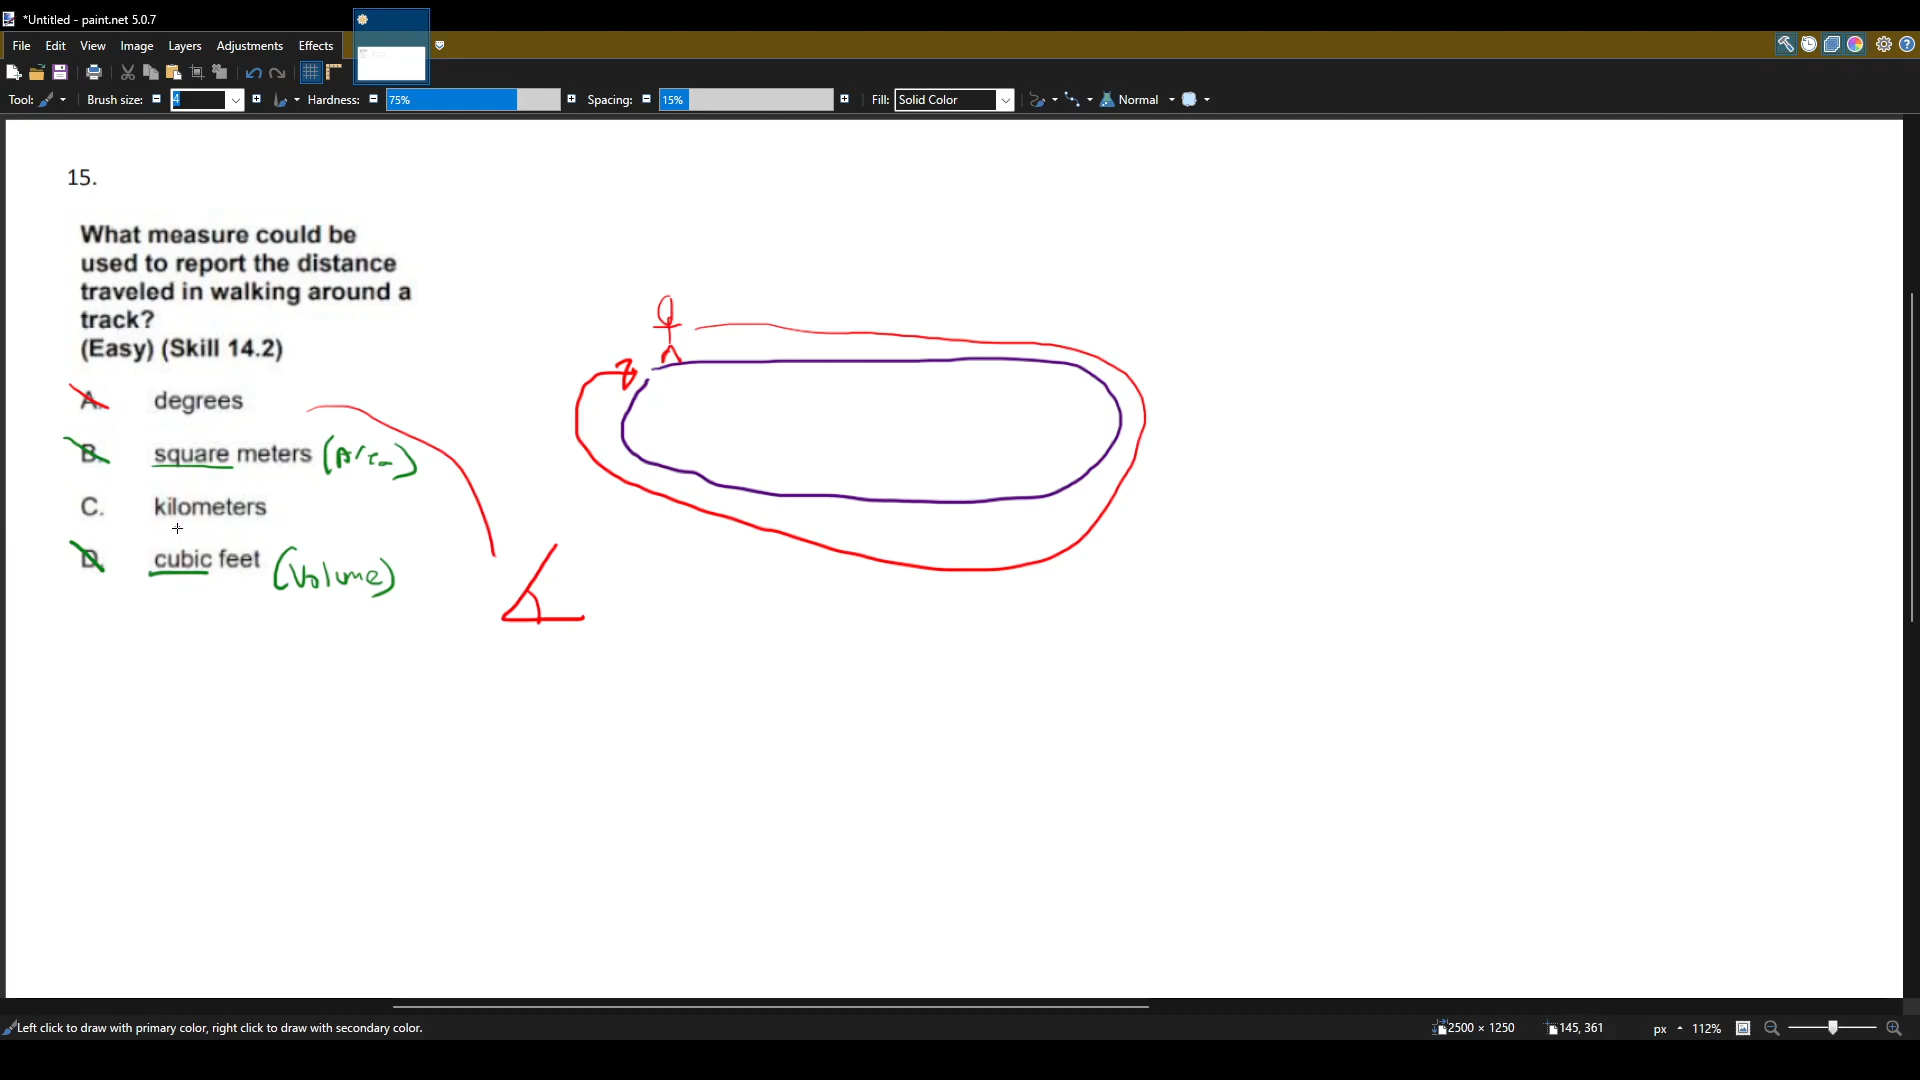 *Untitled - paint.net 5.0.7
File Edit View Image Layers Adjustments Effects
Tool: Brush size: 4 Hardness: 75% Spacing: 15% Fill: Solid Color Normal
15.
What measure could be
used to report the distance
traveled in walking around a
track?
(Easy) (Skill 14.2)
A. degrees
B. square meters (Area)
C. kilometers
D. cubic feet (Volume)
Left click to draw with primary color, right click to draw with secondary color.
2500 × 1250 145, 361 px 112%